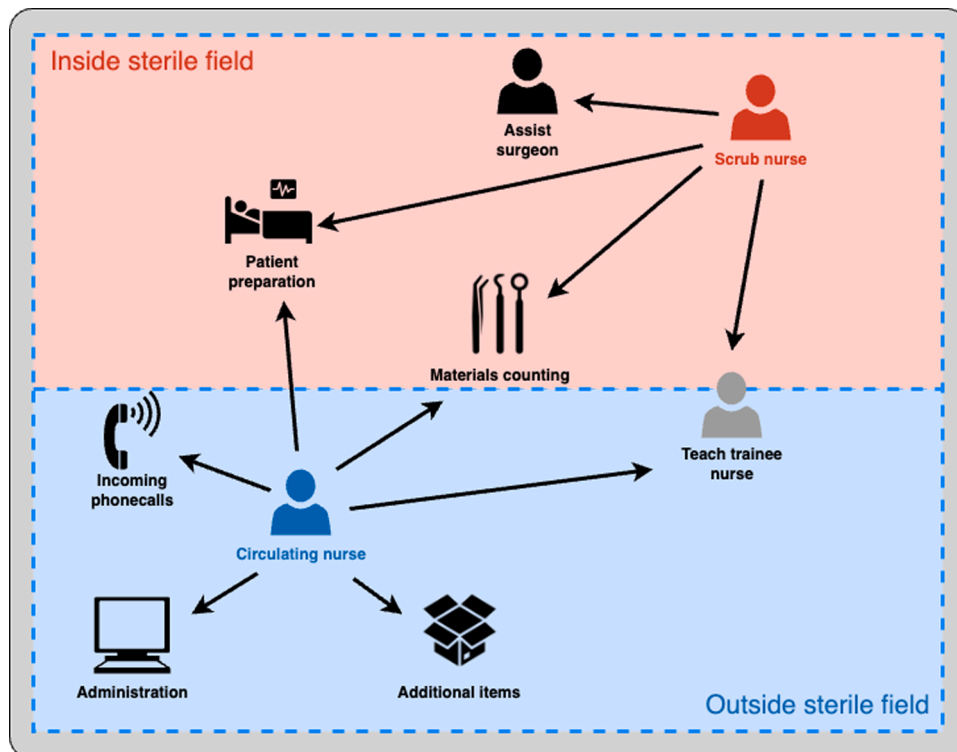 Inside sterile field
Assist
surgeon
Scrub nurse
Patient
preparation
Materials counting
Incoming
phonecalls
Teach trainee
nurse
Circulating nurse
Administration
Additional items
Outside sterile field